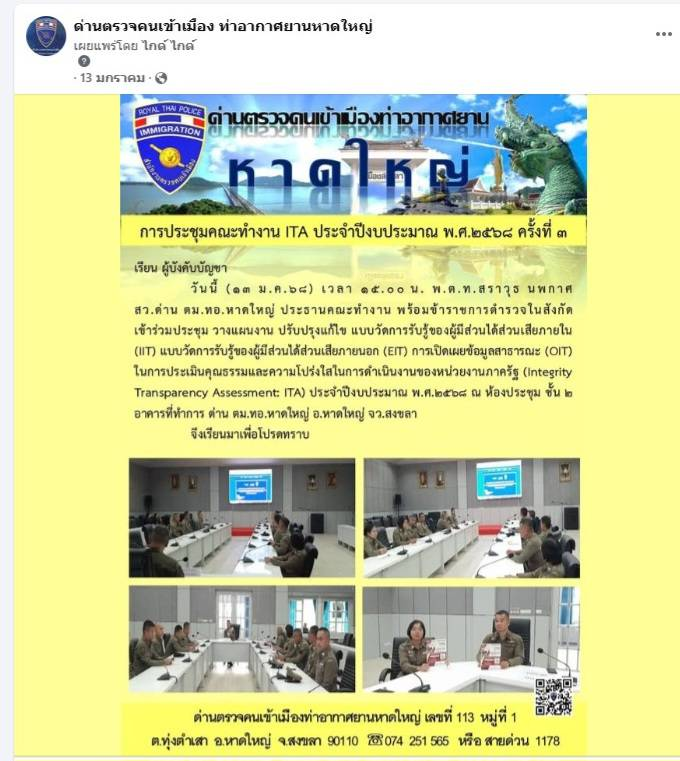 ด่านตรวจคนเข้าเมือง ท่าอากาศยานหาดใหญ่
เผยแพร่โดย ไกด์ ไกด์
· 13 มกราคม ·
ROYAL THAI POLICE
IMMIGRATION
สำนักงานตรวจคนเข้าเมือง
ด่านตรวจคนเข้าเมืองท่าอากาศยาน
หาดใหญ่
การประชุมคณะทำงาน ITA ประจำปีงบประมาณ พ.ศ.๒๕๖๘ ครั้งที่ ๓
เรียน ผู้บังคับบัญชา
วันนี้ (๑๓ ม.ค.๖๘) เวลา ๑๕.๐๐ น. พ.ต.ท.สราวุธ นพกาศ
สว.ด่าน ตม.ทอ.หาดใหญ่ ประธานคณะทำงาน พร้อมข้าราชการตำรวจในสังกัด
เข้าร่วมประชุม วางแผนงาน ปรับปรุงแก้ไข แบบวัดการรับรู้ของผู้มีส่วนได้ส่วนเสียภายใน
(IIT) แบบวัดการรับรู้ของผู้มีส่วนได้ส่วนเสียภายนอก (EIT) การเปิดเผยข้อมูลสาธารณะ (OIT)
ในการประเมินคุณธรรมและความโปร่งใสในการดำเนินงานของหน่วยงานภาครัฐ (Integrity
Transparency Assessment: ITA) ประจำปีงบประมาณ พ.ศ.๒๕๖๘ ณ ห้องประชุม ชั้น ๒
อาคารที่ทำการ ด่าน ตม.ทอ.หาดใหญ่ อ.หาดใหญ่ จว.สงขลา
จึงเรียนมาเพื่อโปรดทราบ
ด่านตรวจคนเข้าเมืองท่าอากาศยานหาดใหญ่ เลขที่ 113 หมู่ที่ 1
ต.ทุ่งตำเสา อ.หาดใหญ่ จ.สงขลา 90110 ☏074 251 565 หรือ สายด่วน 1178